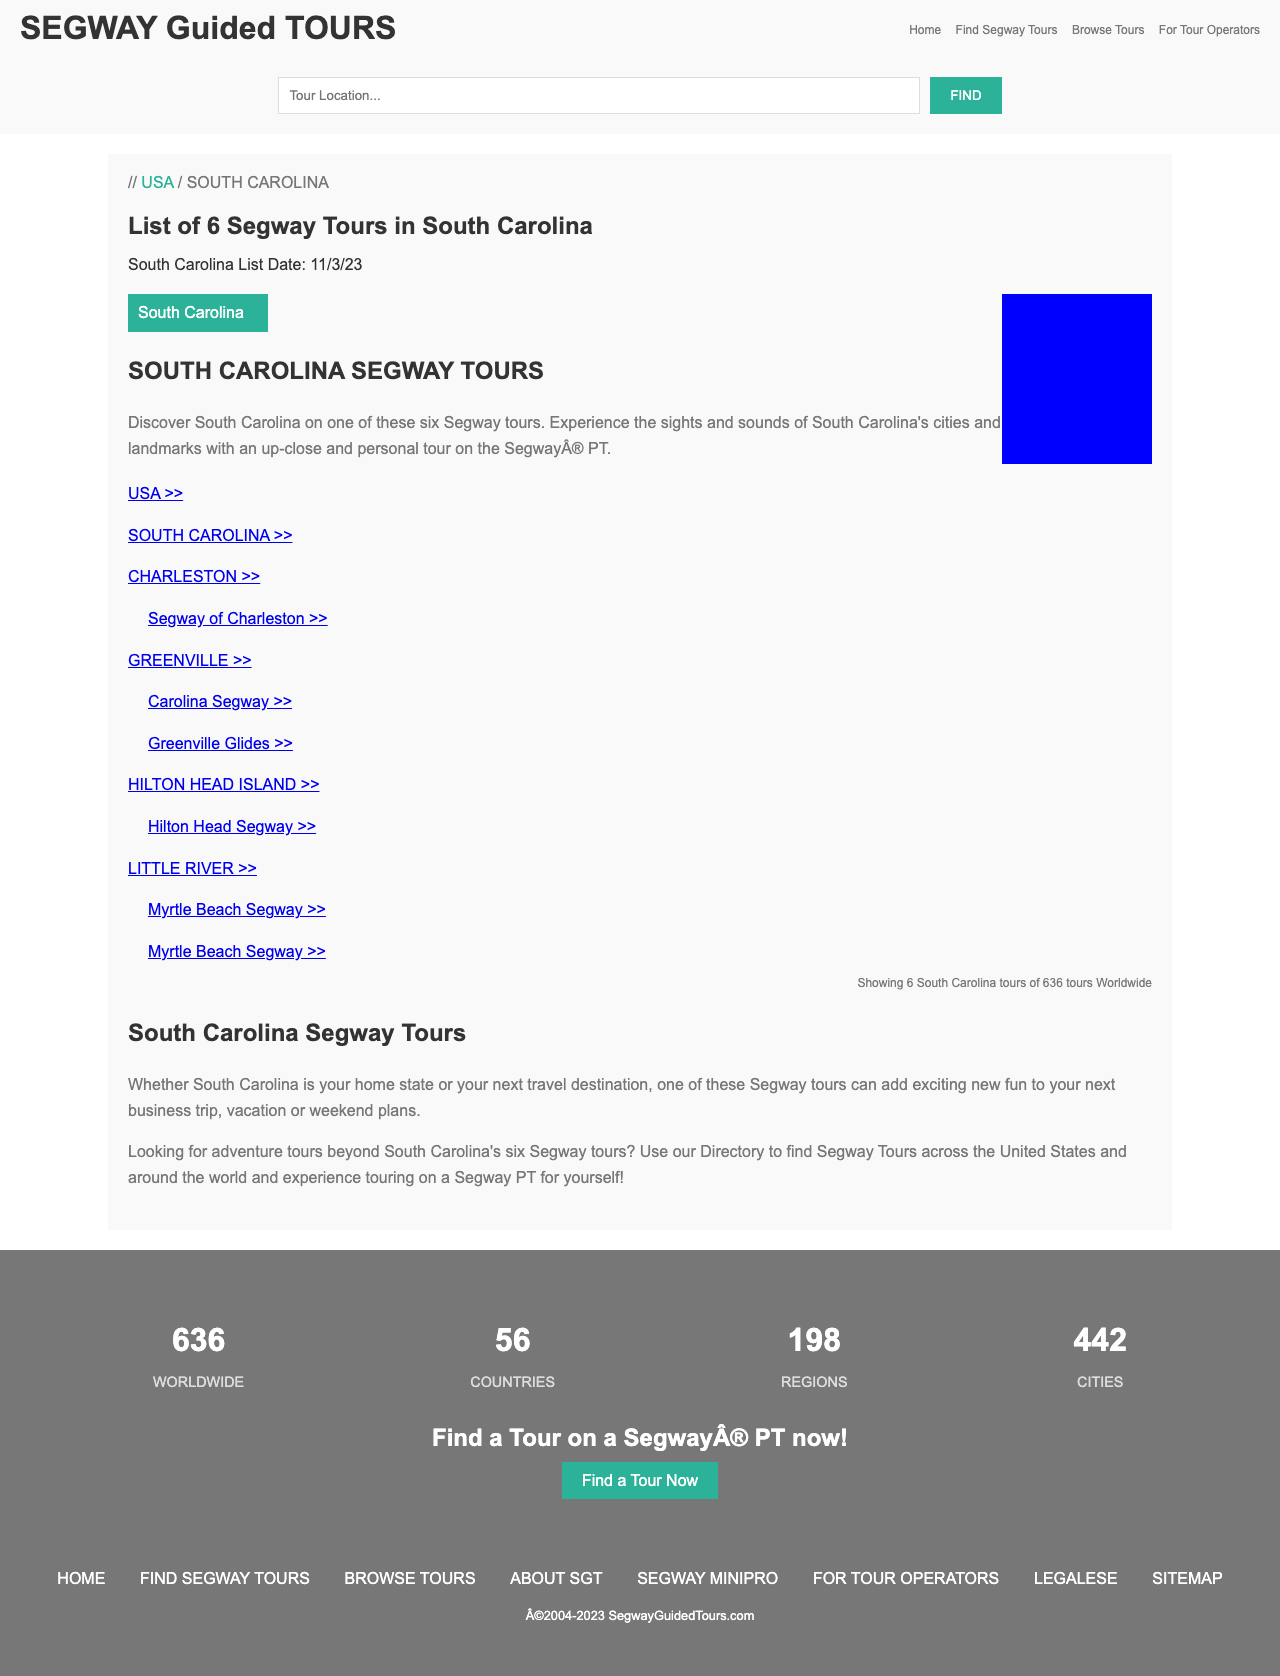 SEGWAY Guided TOURS
Home Find Segway Tours Browse Tours For Tour Operators
Tour Location...
FIND
// USA / SOUTH CAROLINA
List of 6 Segway Tours in South Carolina
South Carolina List Date: 11/3/23
South Carolina
SOUTH CAROLINA SEGWAY TOURS
Discover South Carolina on one of these six Segway tours. Experience the sights and sounds of South Carolina's cities and
landmarks with an up-close and personal tour on the SegwayÂ® PT.
USA >>
SOUTH CAROLINA >>
CHARLESTON >>
Segway of Charleston >>
GREENVILLE >>
Carolina Segway >>
Greenville Glides >>
HILTON HEAD ISLAND >>
Hilton Head Segway >>
LITTLE RIVER >>
Myrtle Beach Segway >>
Myrtle Beach Segway >>
Showing 6 South Carolina tours of 636 tours Worldwide
South Carolina Segway Tours
Whether South Carolina is your home state or your next travel destination, one of these Segway tours can add exciting new fun to your next
business trip, vacation or weekend plans.
Looking for adventure tours beyond South Carolina's six Segway tours? Use our Directory to find Segway Tours across the United States and
around the world and experience touring on a Segway PT for yourself!
636 56 198 442
WORLDWIDE COUNTRIES REGIONS CITIES
Find a Tour on a SegwayÂ® PT now!
Find a Tour Now
HOME FIND SEGWAY TOURS BROWSE TOURS ABOUT SGT SEGWAY MINIPRO FOR TOUR OPERATORS LEGALESE SITEMAP
Â©2004-2023 SegwayGuidedTours.com